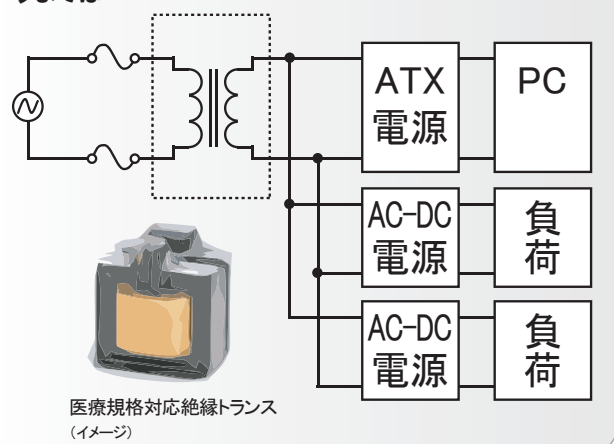 ATX
電源
PC
AC-DC
電源
負
荷
AC-DC
電源
負
荷
医療規格対応絶縁トランス
(イメージ)